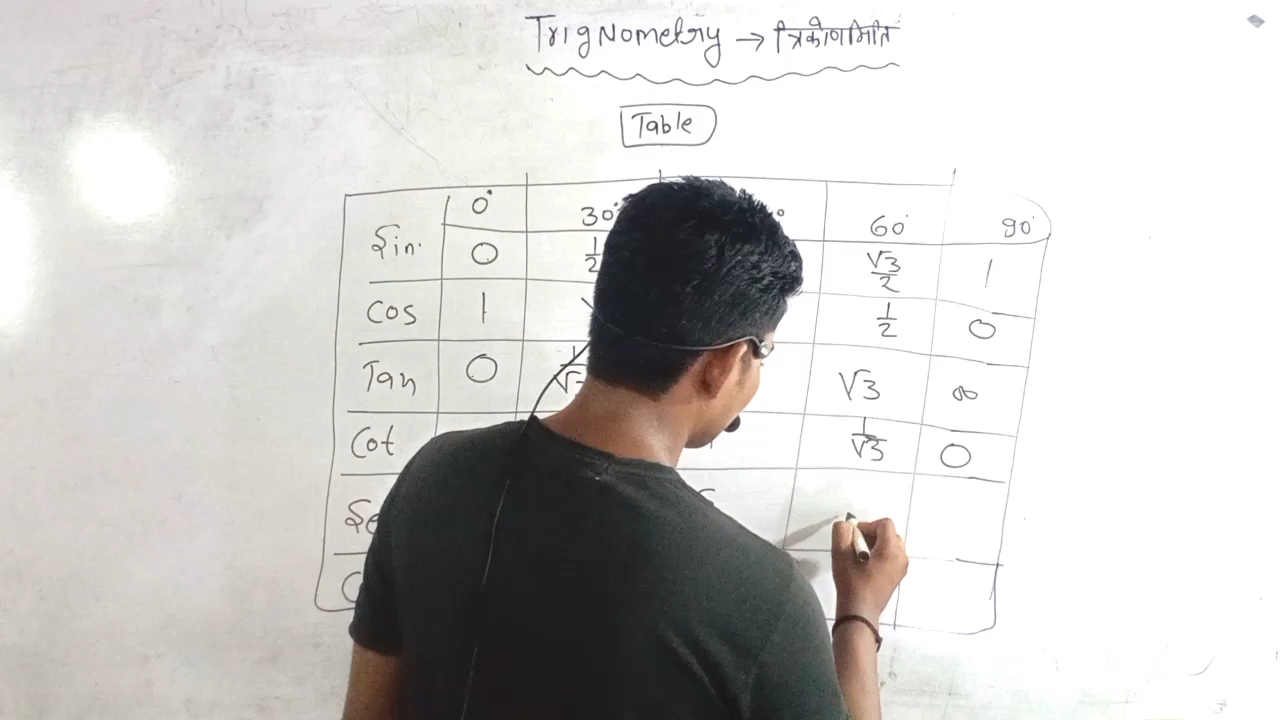 TrigNometry → त्रिकोणमिति
Table
0° 30° 60° 90°
Sin. 0 1/2 √3/2 1
Cos 1 1/2 0
Tan 0 √3 ∞
Cot 1/√3 0